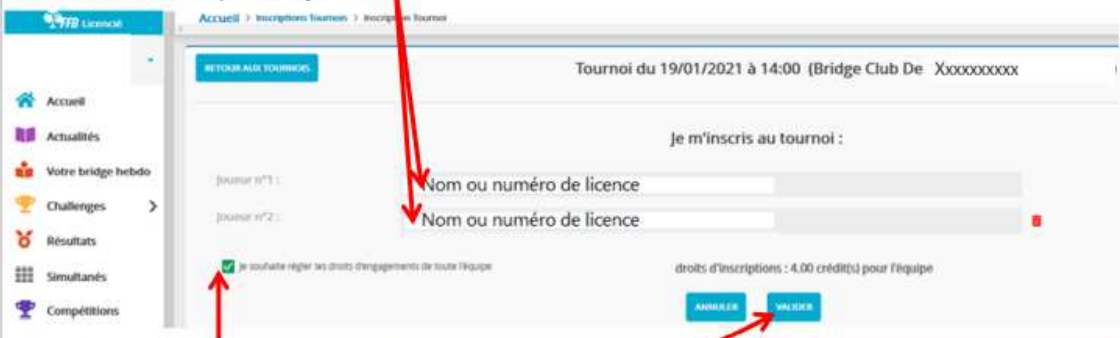 FFB Licencié
Accueil > Inscriptions Tournois > Inscription Tournoi
RETOUR AUX TOURNOIS
Tournoi du 19/01/2021 à 14:00 (Bridge Club De Xxxxxxxxxx
Accueil
Actualités
Je m'inscris au tournoi :
Votre bridge hebdo
Joueur n°1 :
Nom ou numéro de licence
Challenges >
Joueur n°2 :
Nom ou numéro de licence
Résultats
Je souhaite régler les droits d'engagements de toute l'équipe
droits d'inscriptions : 4.00 crédit(s) pour l'équipe
Simultanés
ANNULER
VALIDER
Compétitions